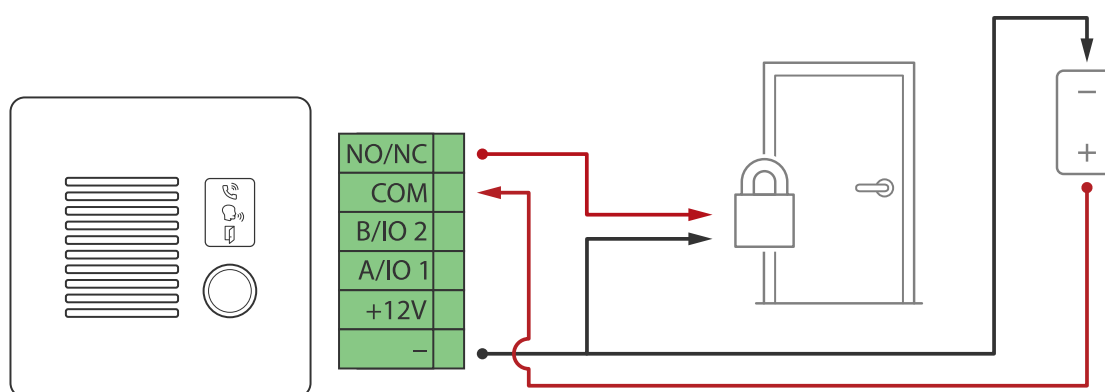 NO/NC
COM
B/IO 2
A/IO 1
+12V
–
–
+